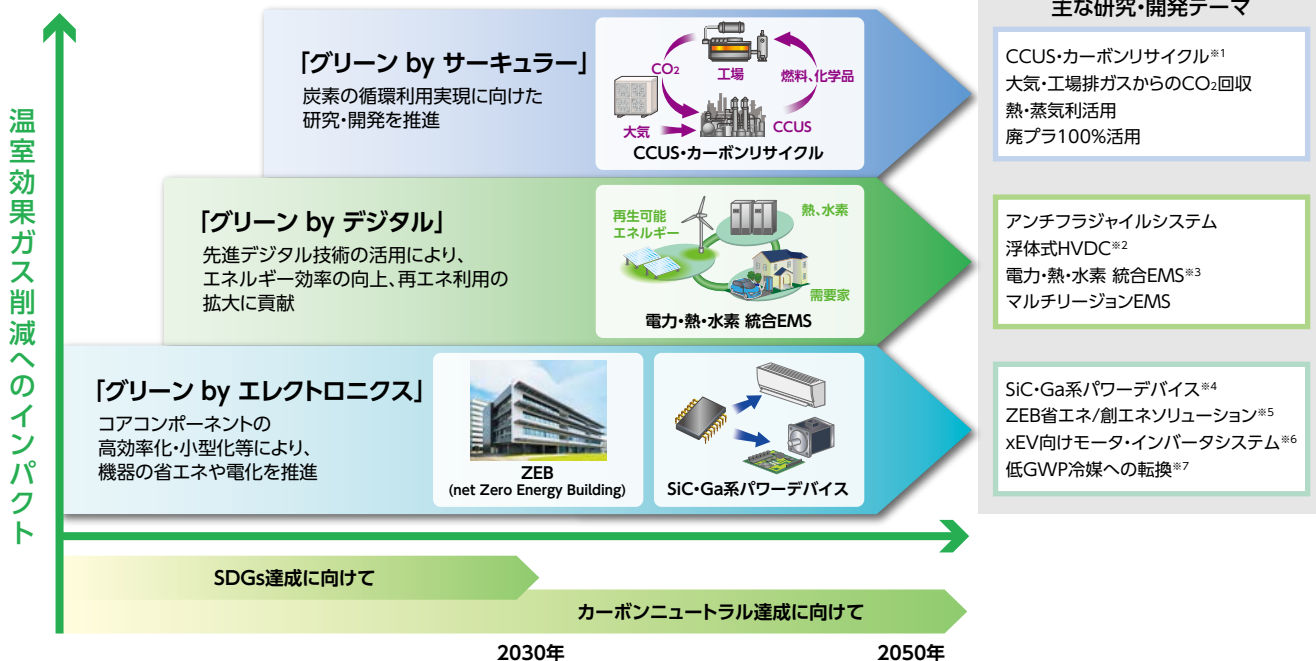 温室効果ガス削減へのインパクト
「グリーン by サーキュラー」
炭素の循環利用実現に向けた
研究・開発を推進
CO2
工場
燃料、化学品
大気
CCUS
CCUS・カーボンリサイクル
「グリーン by デジタル」
先進デジタル技術の活用により、
エネルギー効率の向上、再エネ利用の
拡大に貢献
再生可能
エネルギー
熱、水素
需要家
電力・熱・水素 統合EMS
「グリーン by エレクトロニクス」
コアコンポーネントの
高効率化・小型化等により、
機器の省エネや電化を推進
ZEB
(net Zero Energy Building)
SiC・Ga系パワーデバイス
SDGs達成に向けて
カーボンニュートラル達成に向けて
2030年
2050年
主な研究・開発テーマ
CCUS・カーボンリサイクル※1
大気・工場排ガスからのCO2回収
熱・蒸気利活用
廃プラ100%活用
アンチフラジャイルシステム
浮体式HVDC※2
電力・熱・水素 統合EMS※3
マルチリージョンEMS
SiC・Ga系パワーデバイス※4
ZEB省エネ/創エネソリューション※5
xEV向けモータ・インバータシステム※6
低GWP冷媒への転換※7